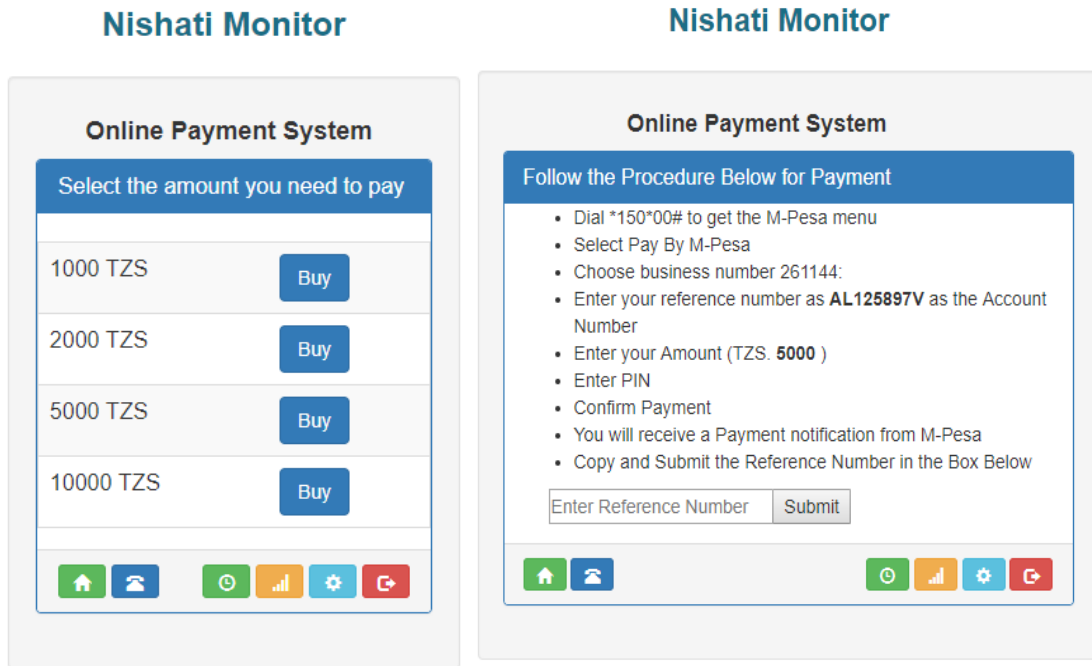 Nishati Monitor
Online Payment System
Select the amount you need to pay
1000 TZS
Buy
2000 TZS
Buy
5000 TZS
Buy
10000 TZS
Buy
Nishati Monitor
Online Payment System
Follow the Procedure Below for Payment
• Dial *150*00# to get the M-Pesa menu
• Select Pay By M-Pesa
• Choose business number 261144:
• Enter your reference number as AL125897V as the Account
Number
• Enter your Amount (TZS. 5000 )
• Enter PIN
• Confirm Payment
• You will receive a Payment notification from M-Pesa
• Copy and Submit the Reference Number in the Box Below
Enter Reference Number
Submit